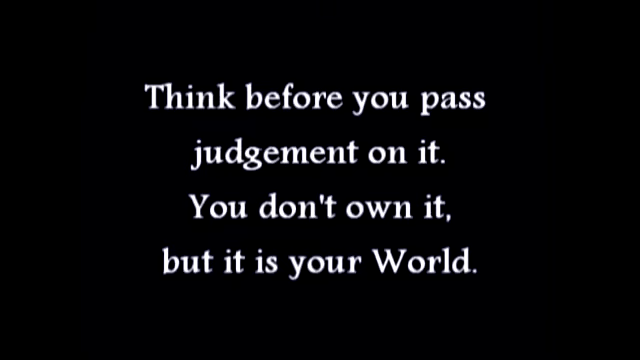 Think before you pass
judgement on it.
You don't own it,
but it is your World.